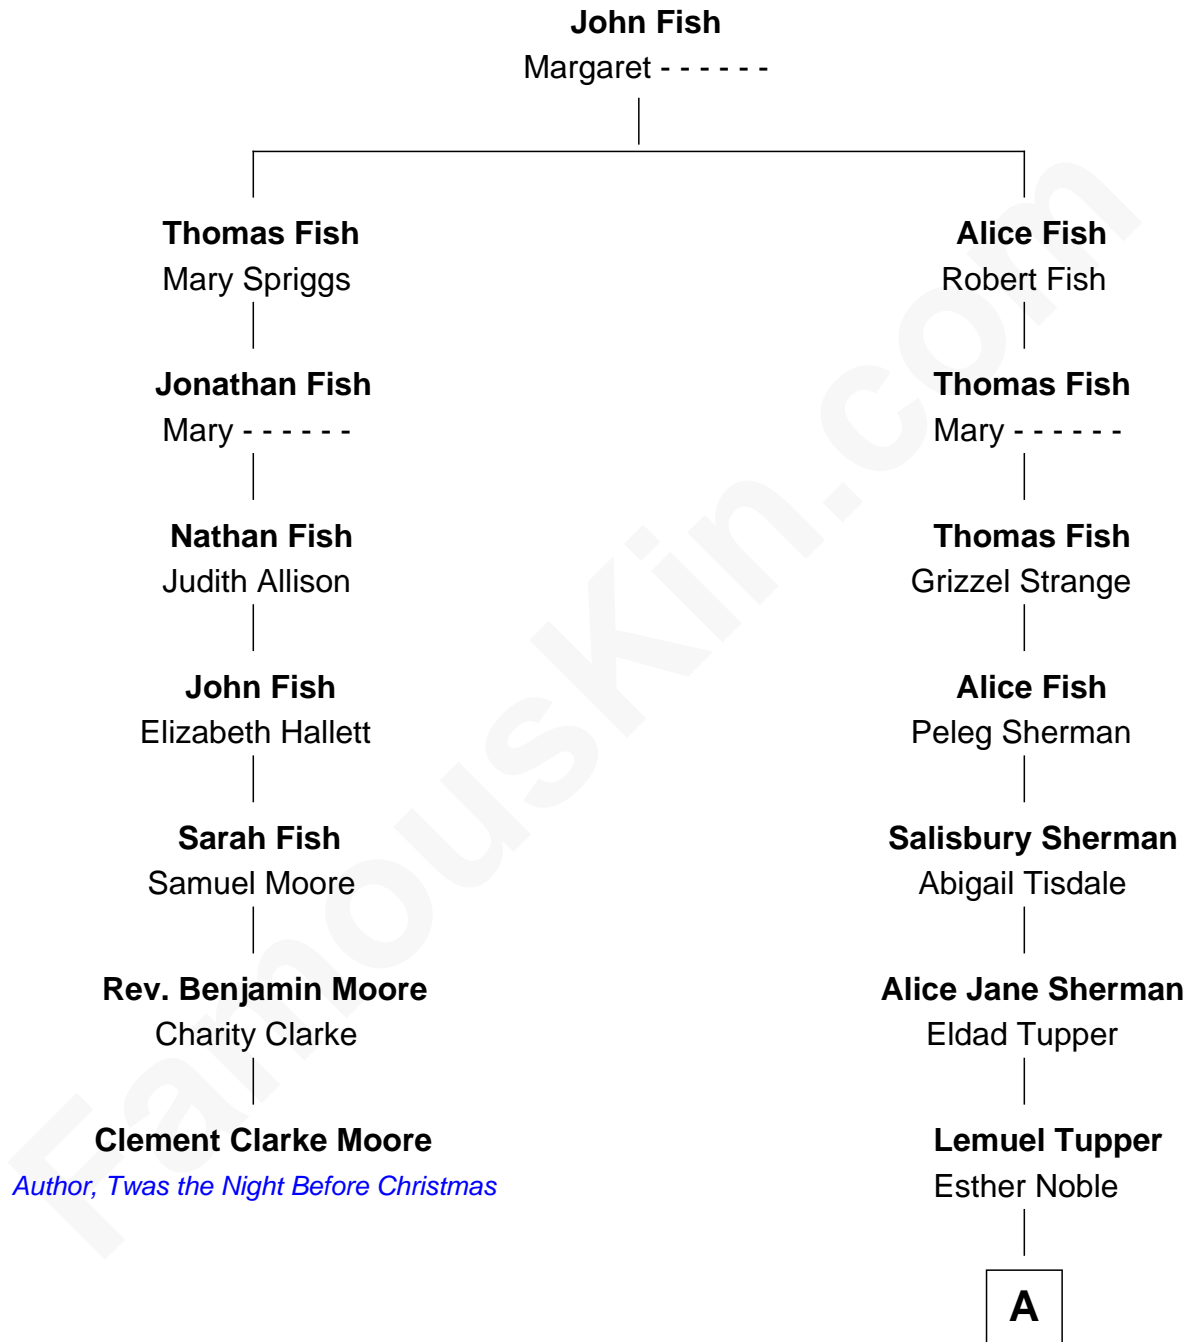 John Fish
Margaret - - - - - -
Thomas Fish
Mary Spriggs
Alice Fish
Robert Fish
Jonathan Fish
Mary - - - - - -
Thomas Fish
Mary - - - - - -
Nathan Fish
Judith Allison
Thomas Fish
Grizzel Strange
John Fish
Elizabeth Hallett
Alice Fish
Peleg Sherman
Sarah Fish
Samuel Moore
Salisbury Sherman
Abigail Tisdale
Rev. Benjamin Moore
Charity Clarke
Alice Jane Sherman
Eldad Tupper
Clement Clarke Moore
Author, Twas the Night Before Christmas
Lemuel Tupper
Esther Noble
A
FamousKin.com